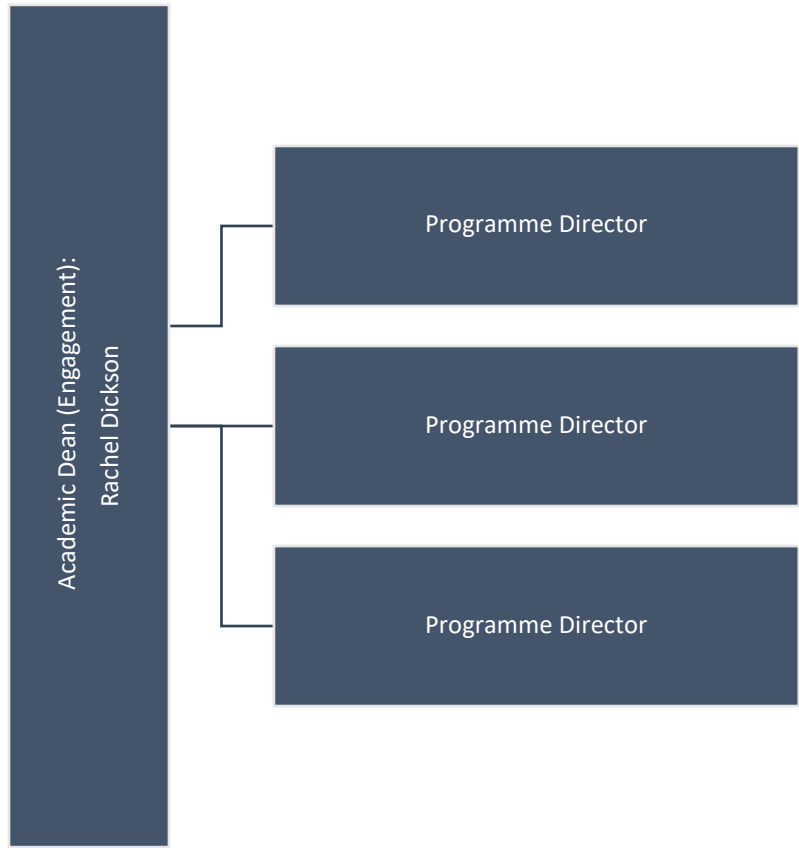 Academic Dean (Engagement):
Rachel Dickson
Programme Director
Programme Director
Programme Director